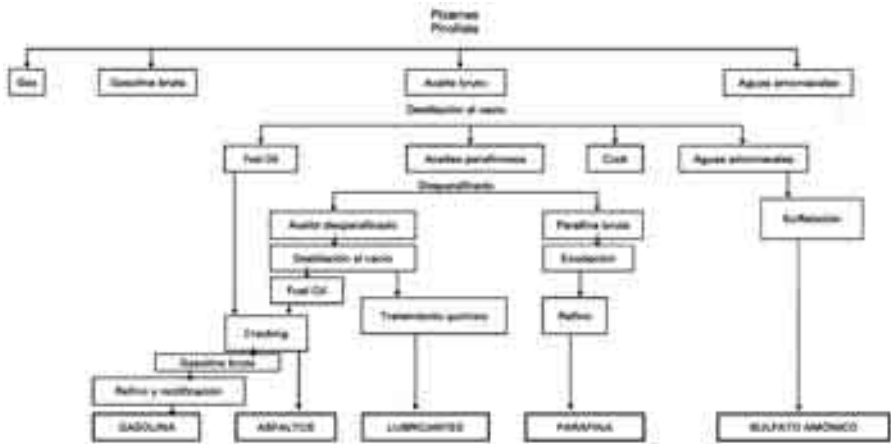 Pizarras
Pirólisis
Gas
Gasolina bruta
Aceite bruto
Aguas amoniacales
Destilación al vacío
Fuel Oil
Aceites parafinosos
Cock
Aguas amoniacales
Desparafinado
Aceite desparafinado
Parafina bruta
Sulfatación
Destilación al vacío
Exudación
Fuel Oil
Tratamiento químico
Refino
Cracking
Gasolina bruta
Refino y rectificación
GASOLINA
ASFALTOS
LUBRICANTES
PARAFINA
SULFATO AMÓNICO